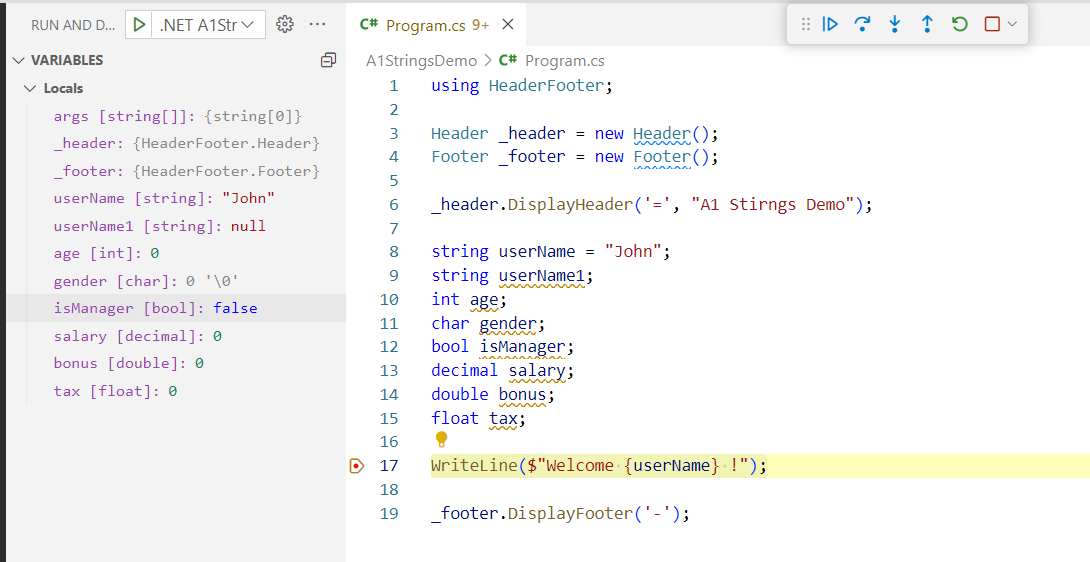 RUN AND D...
.NET A1Str
VARIABLES
Locals
args [string[]]: {string[0]}
_header: {HeaderFooter.Header}
_footer: {HeaderFooter.Footer}
userName [string]: "John"
userName1 [string]: null
age [int]: 0
gender [char]: 0 '\0'
isManager [bool]: false
salary [decimal]: 0
bonus [double]: 0
tax [float]: 0
C# Program.cs 9+
A1StringsDemo > C# Program.cs
1 using HeaderFooter;
2
3 Header _header = new Header();
4 Footer _footer = new Footer();
5
6 _header.DisplayHeader('=', "A1 Stirngs Demo");
7
8 string userName = "John";
9 string userName1;
10 int age;
11 char gender;
12 bool isManager;
13 decimal salary;
14 double bonus;
15 float tax;
16
17 WriteLine($"Welcome {userName} !");
18
19 _footer.DisplayFooter('-');